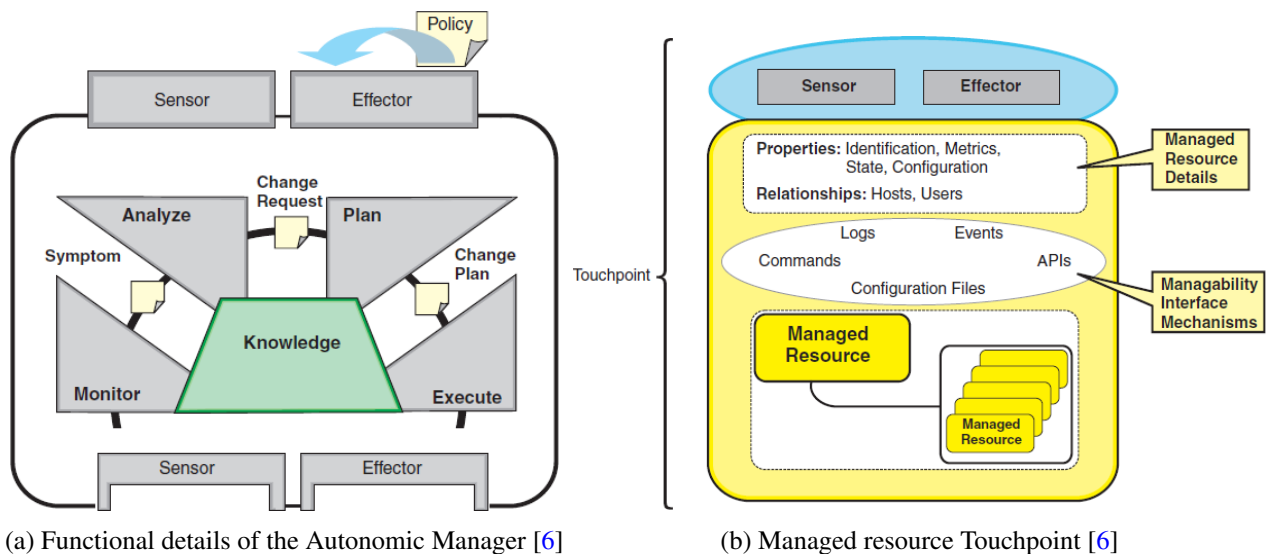 Policy
Sensor
Effector
Change
Request
Analyze
Plan
Symptom
Change
Plan
Knowledge
Monitor
Execute
Sensor
Effector
(a) Functional details of the Autonomic Manager [6]
Touchpoint
Sensor
Effector
Properties: Identification, Metrics,
State, Configuration
Relationships: Hosts, Users
Managed
Resource
Details
Logs
Events
Commands
APIs
Configuration Files
Managability
Interface
Mechanisms
Managed
Resource
Managed
Resource
(b) Managed resource Touchpoint [6]